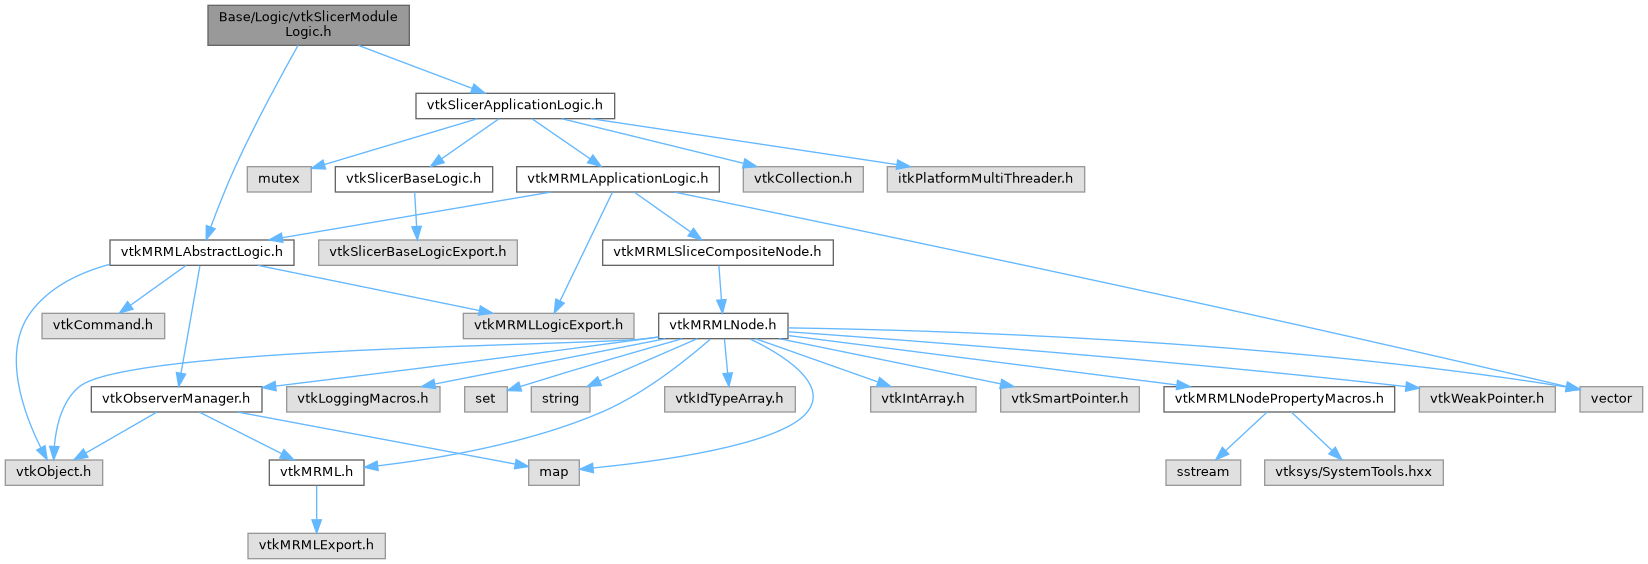 Base/Logic/vtkSlicerModule
Logic.h
vtkSlicerApplicationLogic.h
mutex
vtkSlicerBaseLogic.h
vtkMRMLApplicationLogic.h
vtkCollection.h
itkPlatformMultiThreader.h
vtkMRMLAbstractLogic.h
vtkSlicerBaseLogicExport.h
vtkMRMLSliceCompositeNode.h
vtkCommand.h
vtkMRMLLogicExport.h
vtkMRMLNode.h
vtkObserverManager.h
vtkLoggingMacros.h
set
string
vtkIdTypeArray.h
vtkIntArray.h
vtkSmartPointer.h
vtkMRMLNodePropertyMacros.h
vtkWeakPointer.h
vector
vtkObject.h
vtkMRML.h
map
sstream
vtksys/SystemTools.hxx
vtkMRMLExport.h